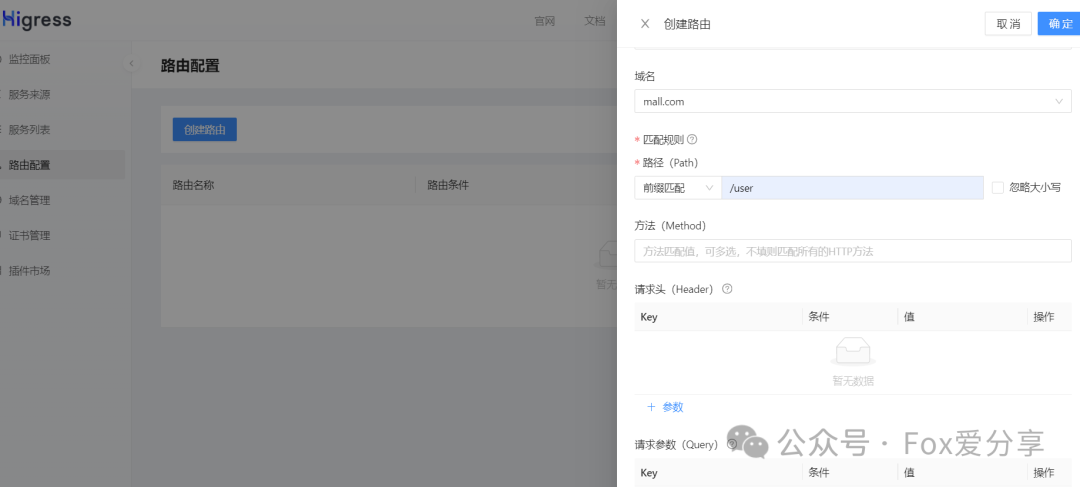 Higress
官网 文档
监控面板
服务来源
服务列表
路由配置
域名管理
证书管理
插件市场
路由配置
创建路由
路由名称 路由条件
暂无
创建路由 取消 确定
域名
mall.com
* 匹配规则
* 路径（Path）
前缀匹配 /user 忽略大小写
方法（Method）
方法匹配值，可多选，不填则匹配所有的HTTP方法
请求头（Header）
Key 条件 值 操作
暂无数据
+ 参数
请求参数（Query）
Key 条件 值 操作
公众号 · Fox爱分享